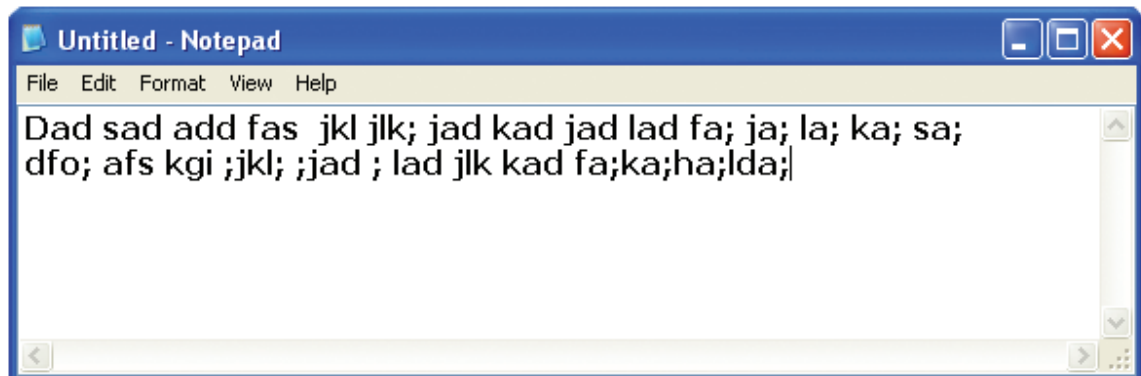 Untitled - Notepad
File Edit Format View Help
Dad sad add fas  jkl jlk; jad kad jad lad fa; ja; la; ka; sa;
dfo; afs kgi ;jkl; ;jad ; lad jlk kad fa;ka;ha;lda;